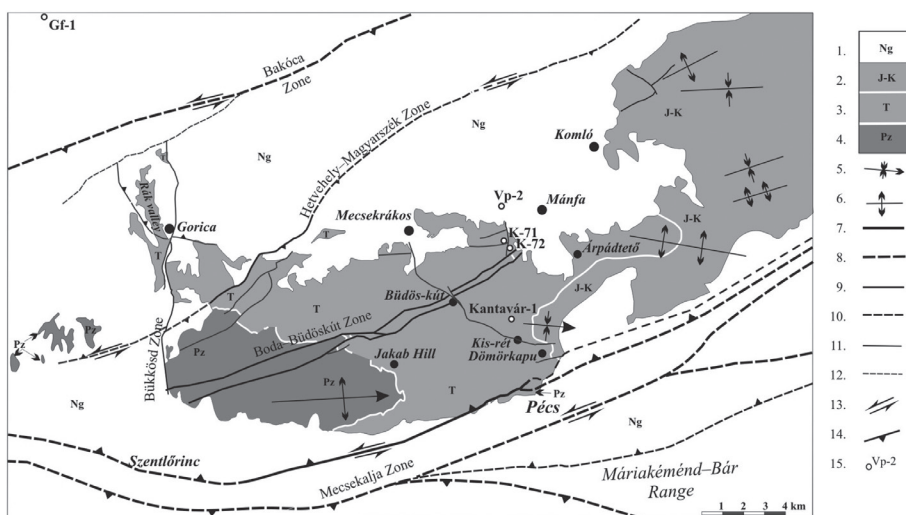 Gf-1
Bakóca
Zone
Hetvehely–Magyarszék Zone
Ng
Ng
J-K
J-K
J-K
J-K
Komló
Vp-2
Mánfa
T
Rák valley
Gorica
T
Mecsekrákos
T
K-71
K-72
Árpádtető
T
T
Büdös-kút
Kantavár-1
Pz
Pz
Pz
Boda–Büdöskút Zone
Kis-rét
Dömörkapu
Jakab Hill
Bükkösd Zone
Pz
T
Pz
Pécs
Ng
Ng
Szentlőrinc
Mecsekalja Zone
Máriakéménd–Bár
Range
1 2 3 4 km
1. Ng
2. J-K
3. T
4. Pz
5.
6.
7.
8.
9.
10.
11.
12.
13.
14.
15. Vp-2